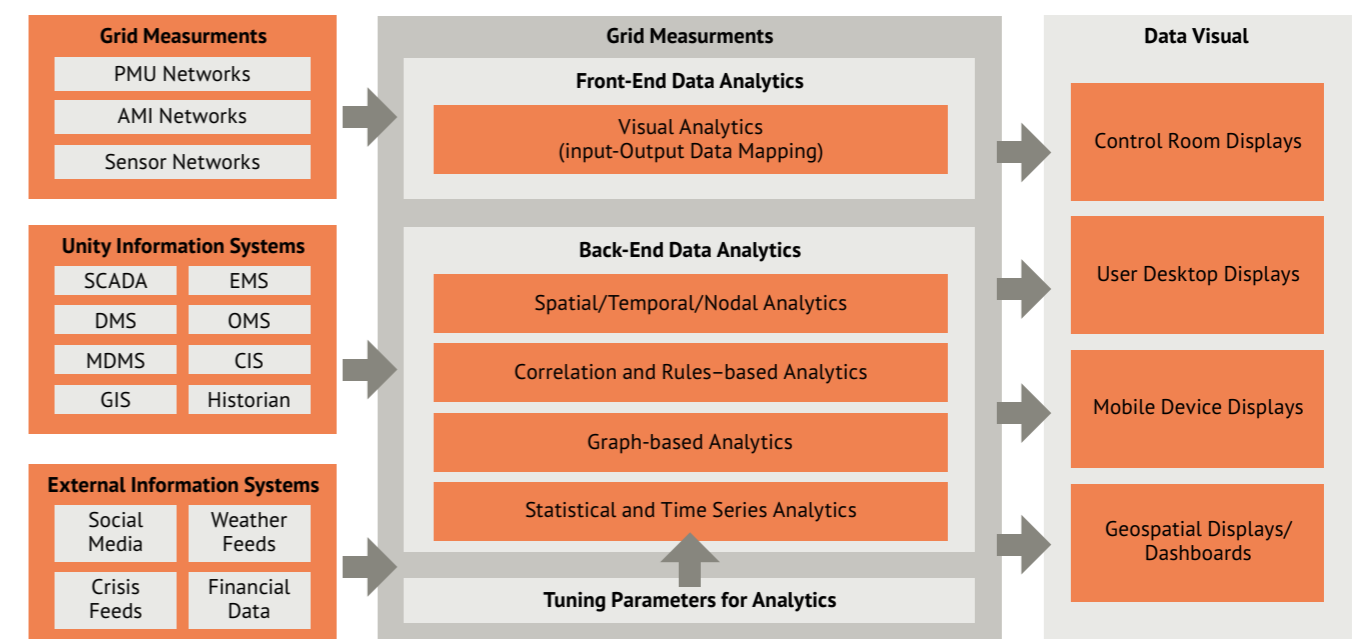 Grid Measurments
PMU Networks
AMI Networks
Sensor Networks
Unity Information Systems
SCADA
EMS
DMS
OMS
MDMS
CIS
GIS
Historian
External Information Systems
Social
Media
Weather
Feeds
Crisis
Feeds
Financial
Data
Grid Measurments
Front-End Data Analytics
Visual Analytics
(input-Output Data Mapping)
Back-End Data Analytics
Spatial/Temporal/Nodal Analytics
Correlation and Rules–based Analytics
Graph-based Analytics
Statistical and Time Series Analytics
Tuning Parameters for Analytics
Data Visual
Control Room Displays
User Desktop Displays
Mobile Device Displays
Geospatial Displays/
Dashboards